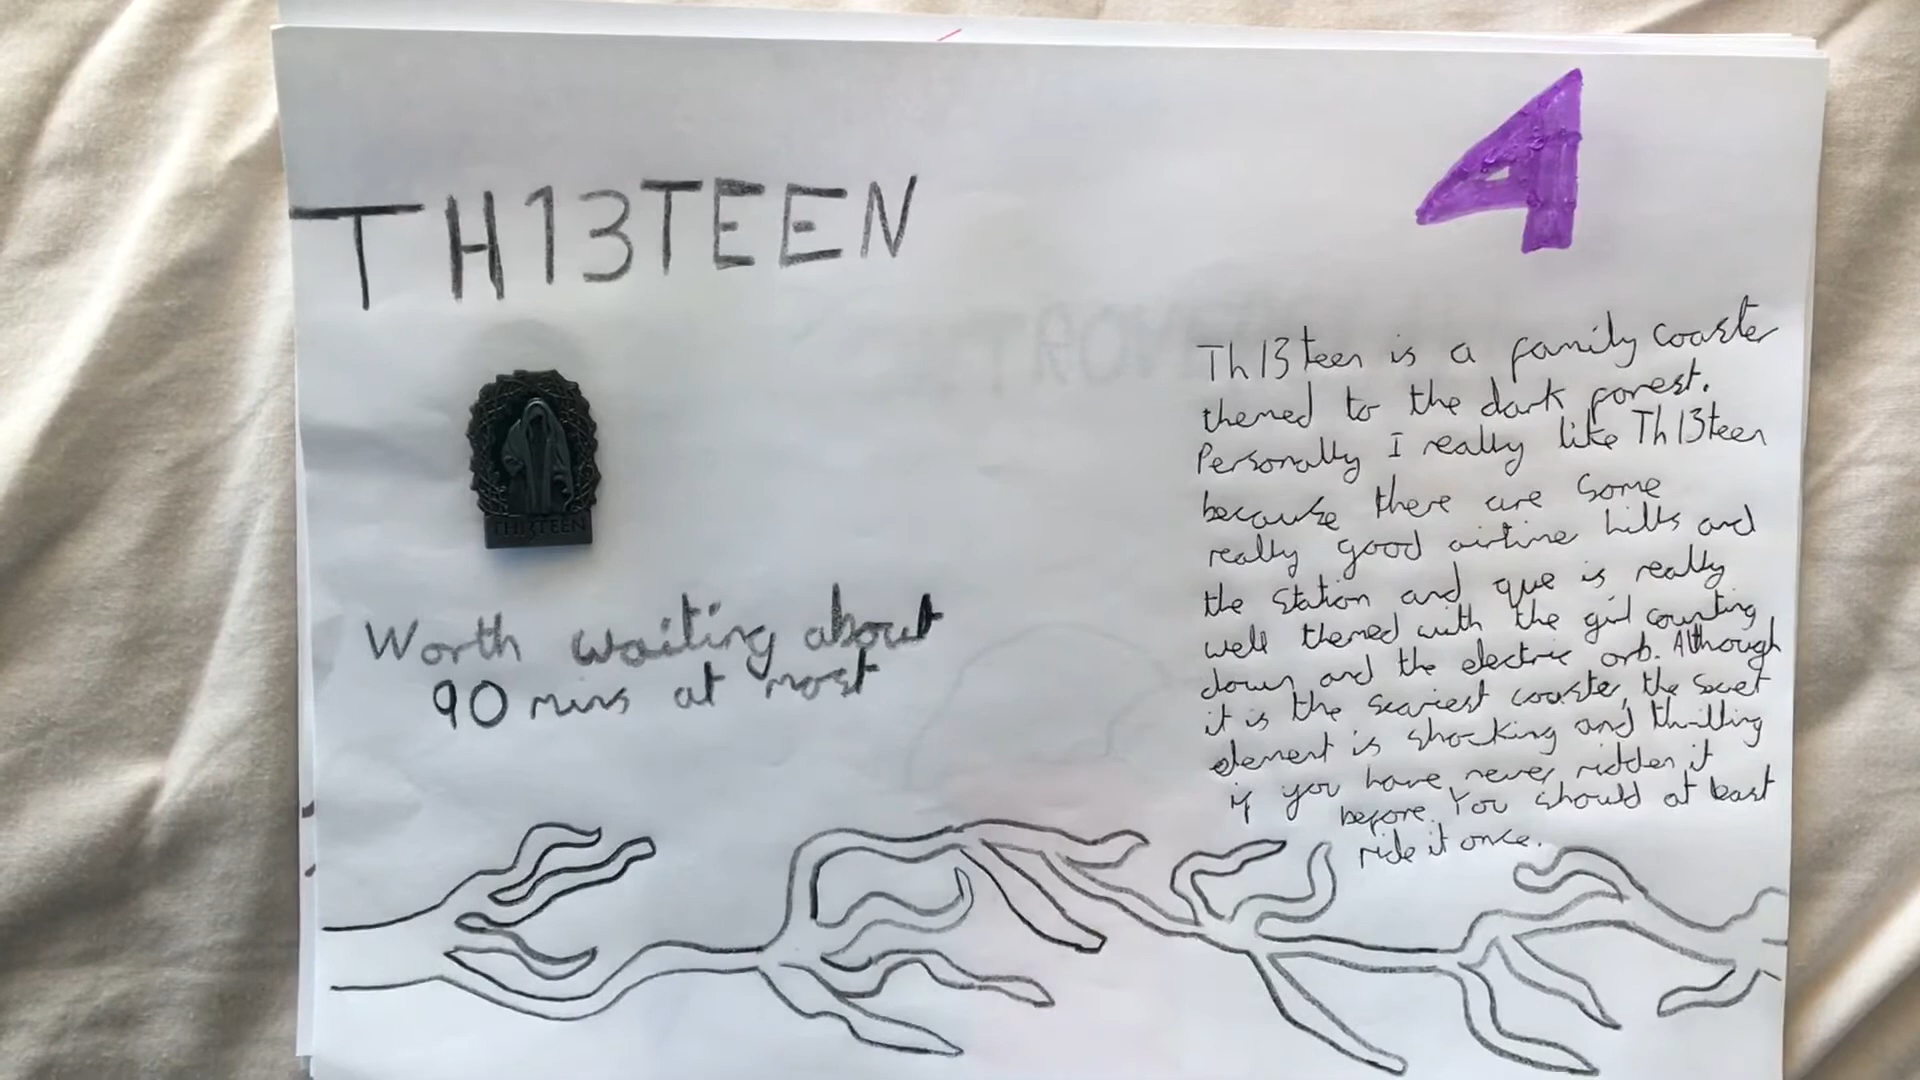 4
TH13TEEN
TH13TEEN
Worth waiting about
90 mins at most
Th13teen is a family coaster
themed to the dark forest.
Personally I really like Th13teen
because there are some
really good airtime hills and
the station and que is really
well themed with the girl counting
down and the electric orb. Although
it is the scariest coaster, the secret
element is shocking and thrilling
if you have never ridden it
before. You should at least
ride it once.